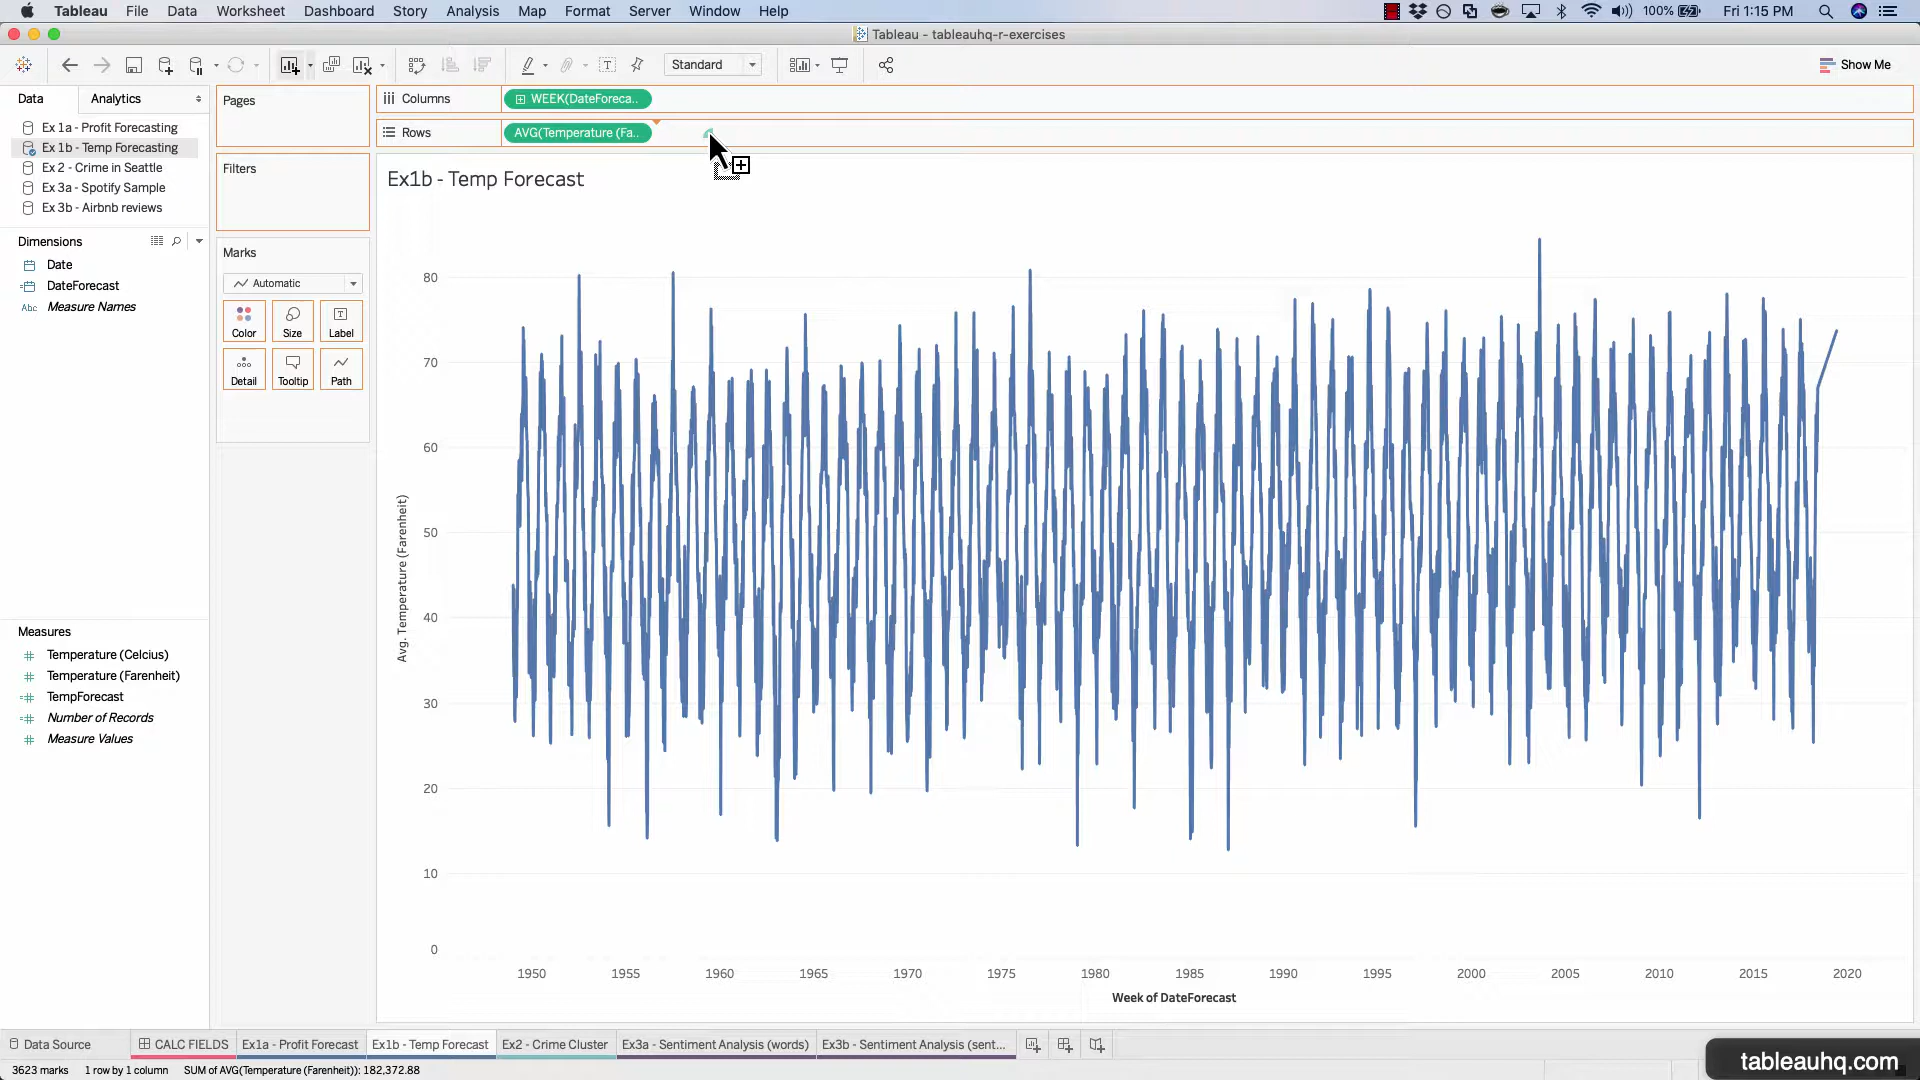 Tableau File Data Worksheet Dashboard Story Analysis Map Format Server Window Help 100% Fri 1:15 PM
Tableau - tableauhq-r-exercises
Standard Show Me
Data Analytics
Pages
Columns WEEK(DateForeca..
Rows AVG(Temperature (Fa..
Ex 1a - Profit Forecasting
Ex 1b - Temp Forecasting
Ex 2 - Crime in Seattle
Ex 3a - Spotify Sample
Ex 3b - Airbnb reviews
Filters
Ex1b - Temp Forecast
Dimensions
Date
DateForecast
Abc Measure Names
Marks
Automatic
Color Size Label
Detail Tooltip Path
Measures
Temperature (Celcius)
Temperature (Farenheit)
TempForecast
Number of Records
Measure Values
Avg. Temperature (Farenheit)
80
70
60
50
40
30
20
10
0
1950 1955 1960 1965 1970 1975 1980 1985 1990 1995 2000 2005 2010 2015 2020
Week of DateForecast
Data Source CALC FIELDS Ex1a - Profit Forecast Ex1b - Temp Forecast Ex2 - Crime Cluster Ex3a - Sentiment Analysis (words) Ex3b - Sentiment Analysis (sent...
3623 marks 1 row by 1 column SUM of AVG(Temperature (Farenheit)): 182,372.88
tableauhq.com